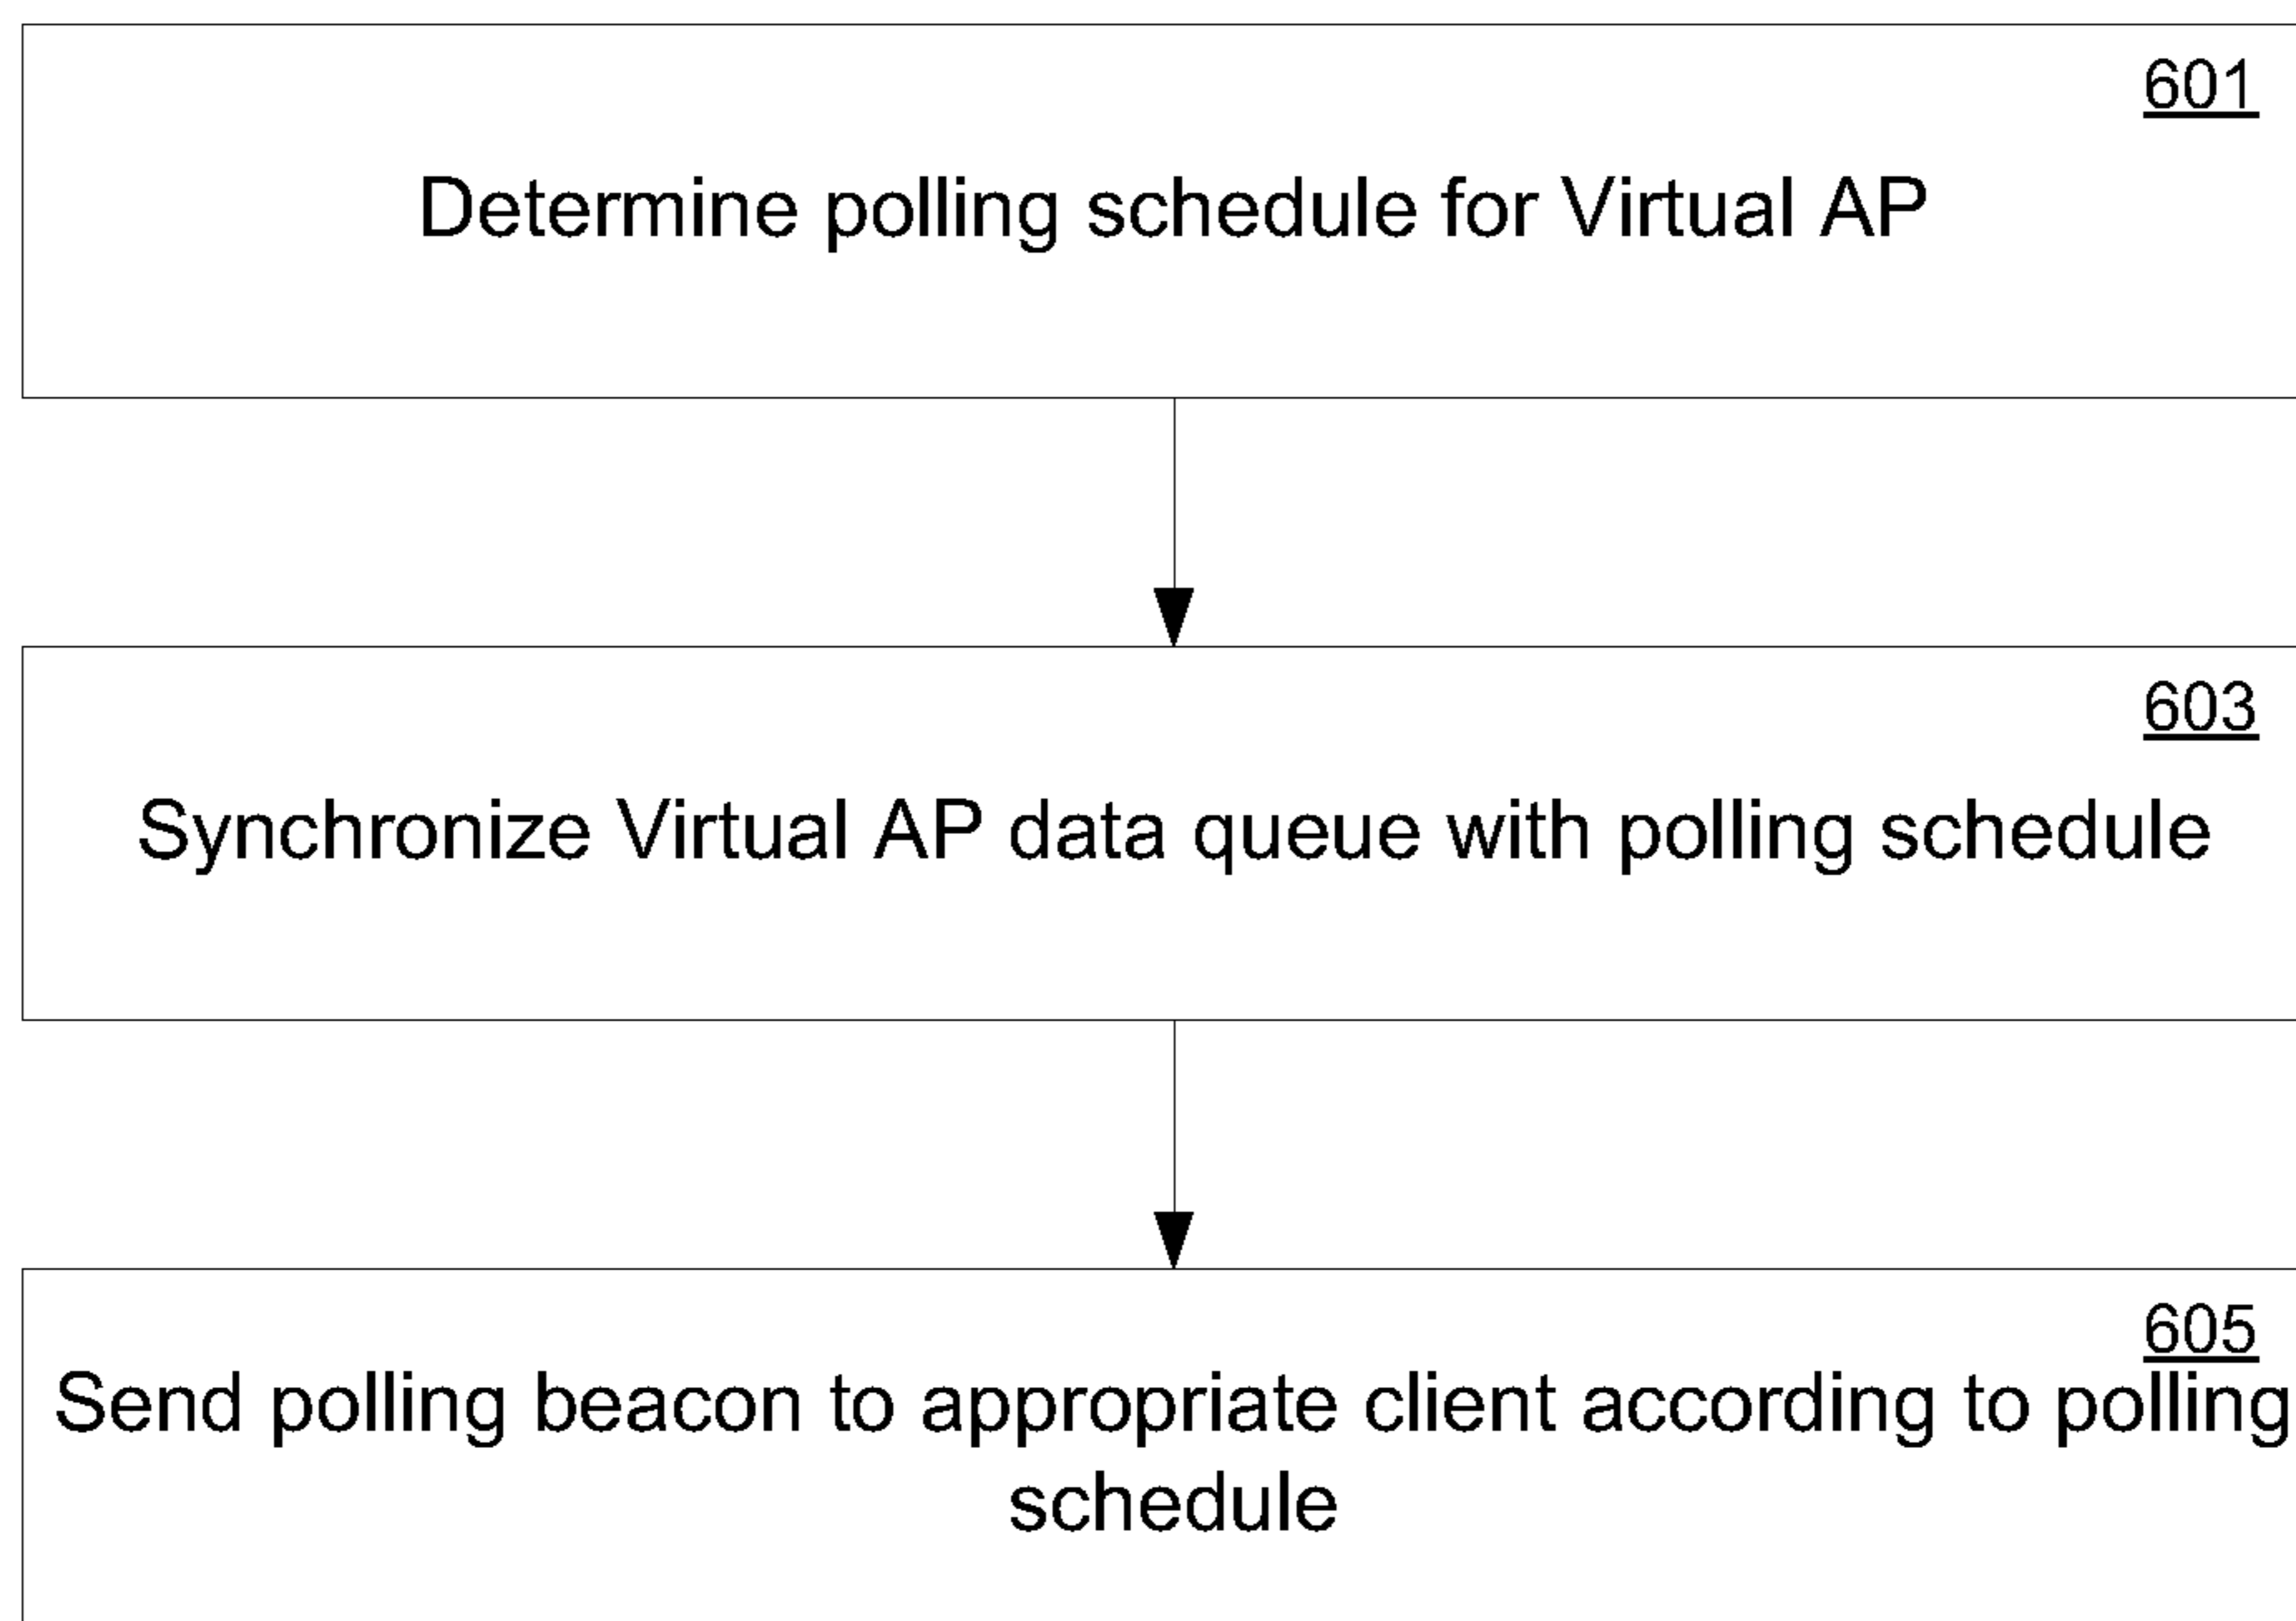 601
Determine polling schedule for Virtual AP
603
Synchronize Virtual AP data queue with polling schedule
605
Send polling beacon to appropriate client according to polling
schedule